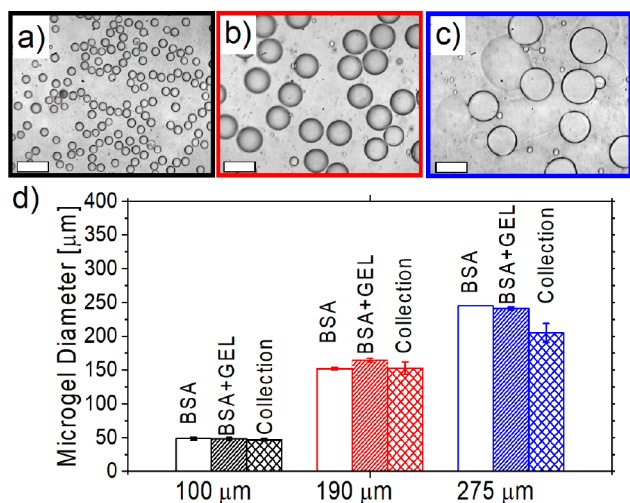 a)
b)
c)
d)
Microgel Diameter [μm]
400
350
300
250
200
150
100
50
0
BSA
BSA+GEL
Collection
BSA
BSA+GEL
Collection
BSA
BSA+GEL
Collection
100 μm
190 μm
275 μm